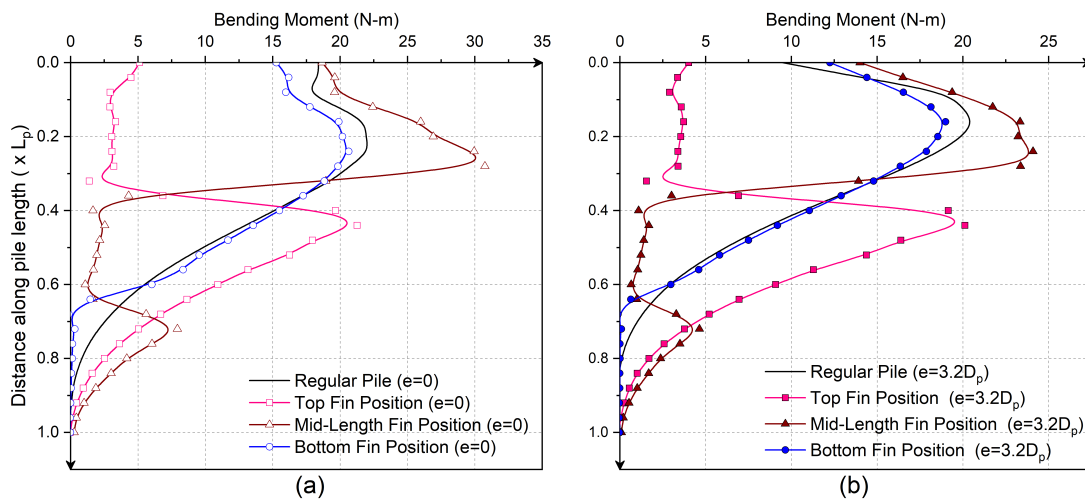 Bending Moment (N-m)
0 5 10 15 20 25 30 35
0.0
0.2
0.4
0.6
0.8
1.0
Distance along pile length ( x Lp)
Regular Pile (e=0)
Top Fin Position (e=0)
Mid-Length Fin Position (e=0)
Bottom Fin Position (e=0)
(a)
Bending Monent (N-m)
0 5 10 15 20 25
0.0
0.2
0.4
0.6
0.8
1.0
Regular Pile (e=3.2Dp)
Top Fin Position (e=3.2Dp)
Mid-Length Fin Position (e=3.2Dp)
Bottom Fin Position (e=3.2Dp)
(b)